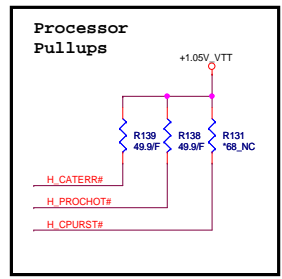 Processor
Pullups
+1.05V_VTT
R139
49.9/F
R138
49.9/F
R131
*68_NC
H_CATERR#
H_PROCHOT#
H_CPURST#